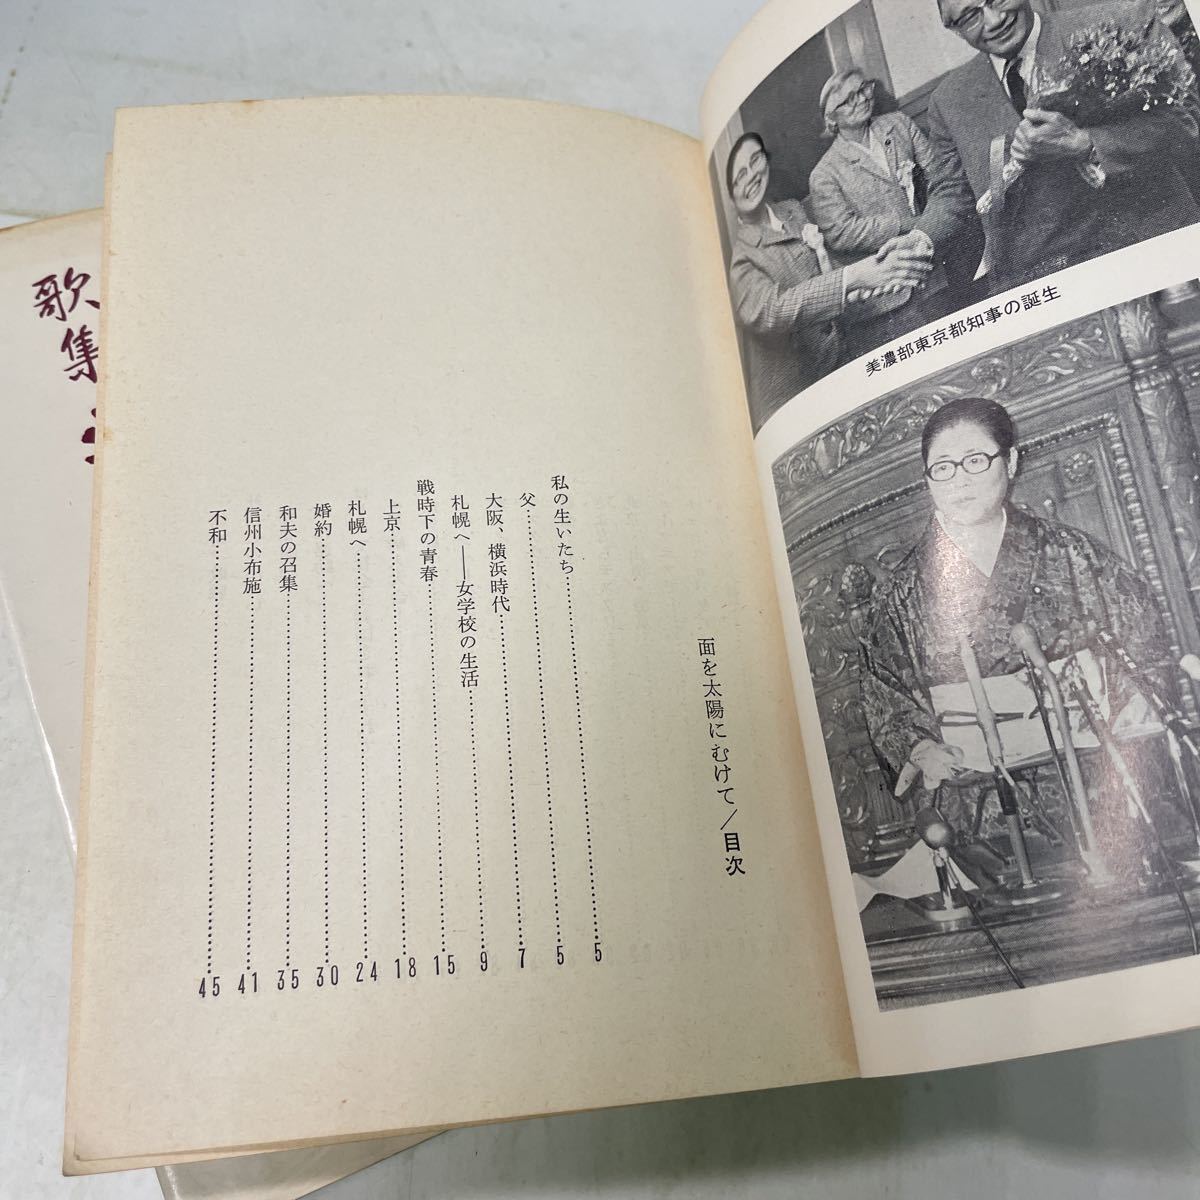 美濃部東京都知事の誕生
面を太陽にむけて/目次
私の生いたち……5
父……5
大阪、横浜時代……7
札幌へ――女学校の生活……9
戦時下の青春……15
上京……18
札幌へ……24
婚約……30
和夫の召集……35
信州小布施……41
不和……45
歌集